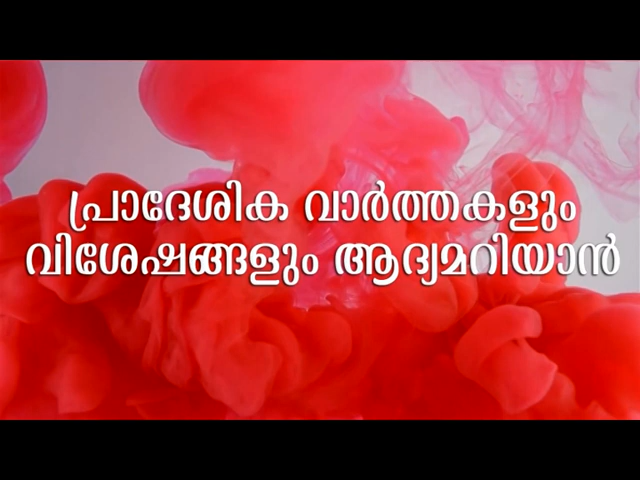 പ്രാദേശിക വാർത്തകളും
വിശേഷങ്ങളും ആദ്യമറിയാൻ